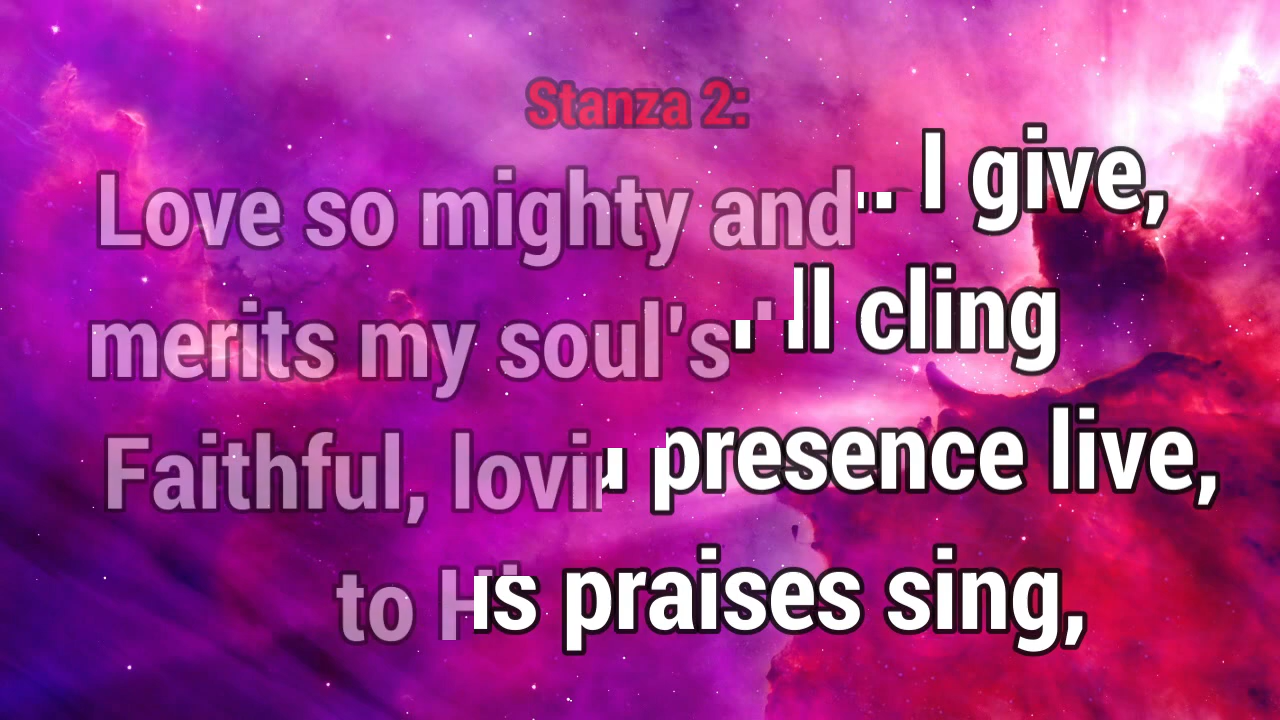 Stanza 2:
Love so mighty and I give,
merits my soul's cling
Faithful, presence live,
to praises sing,